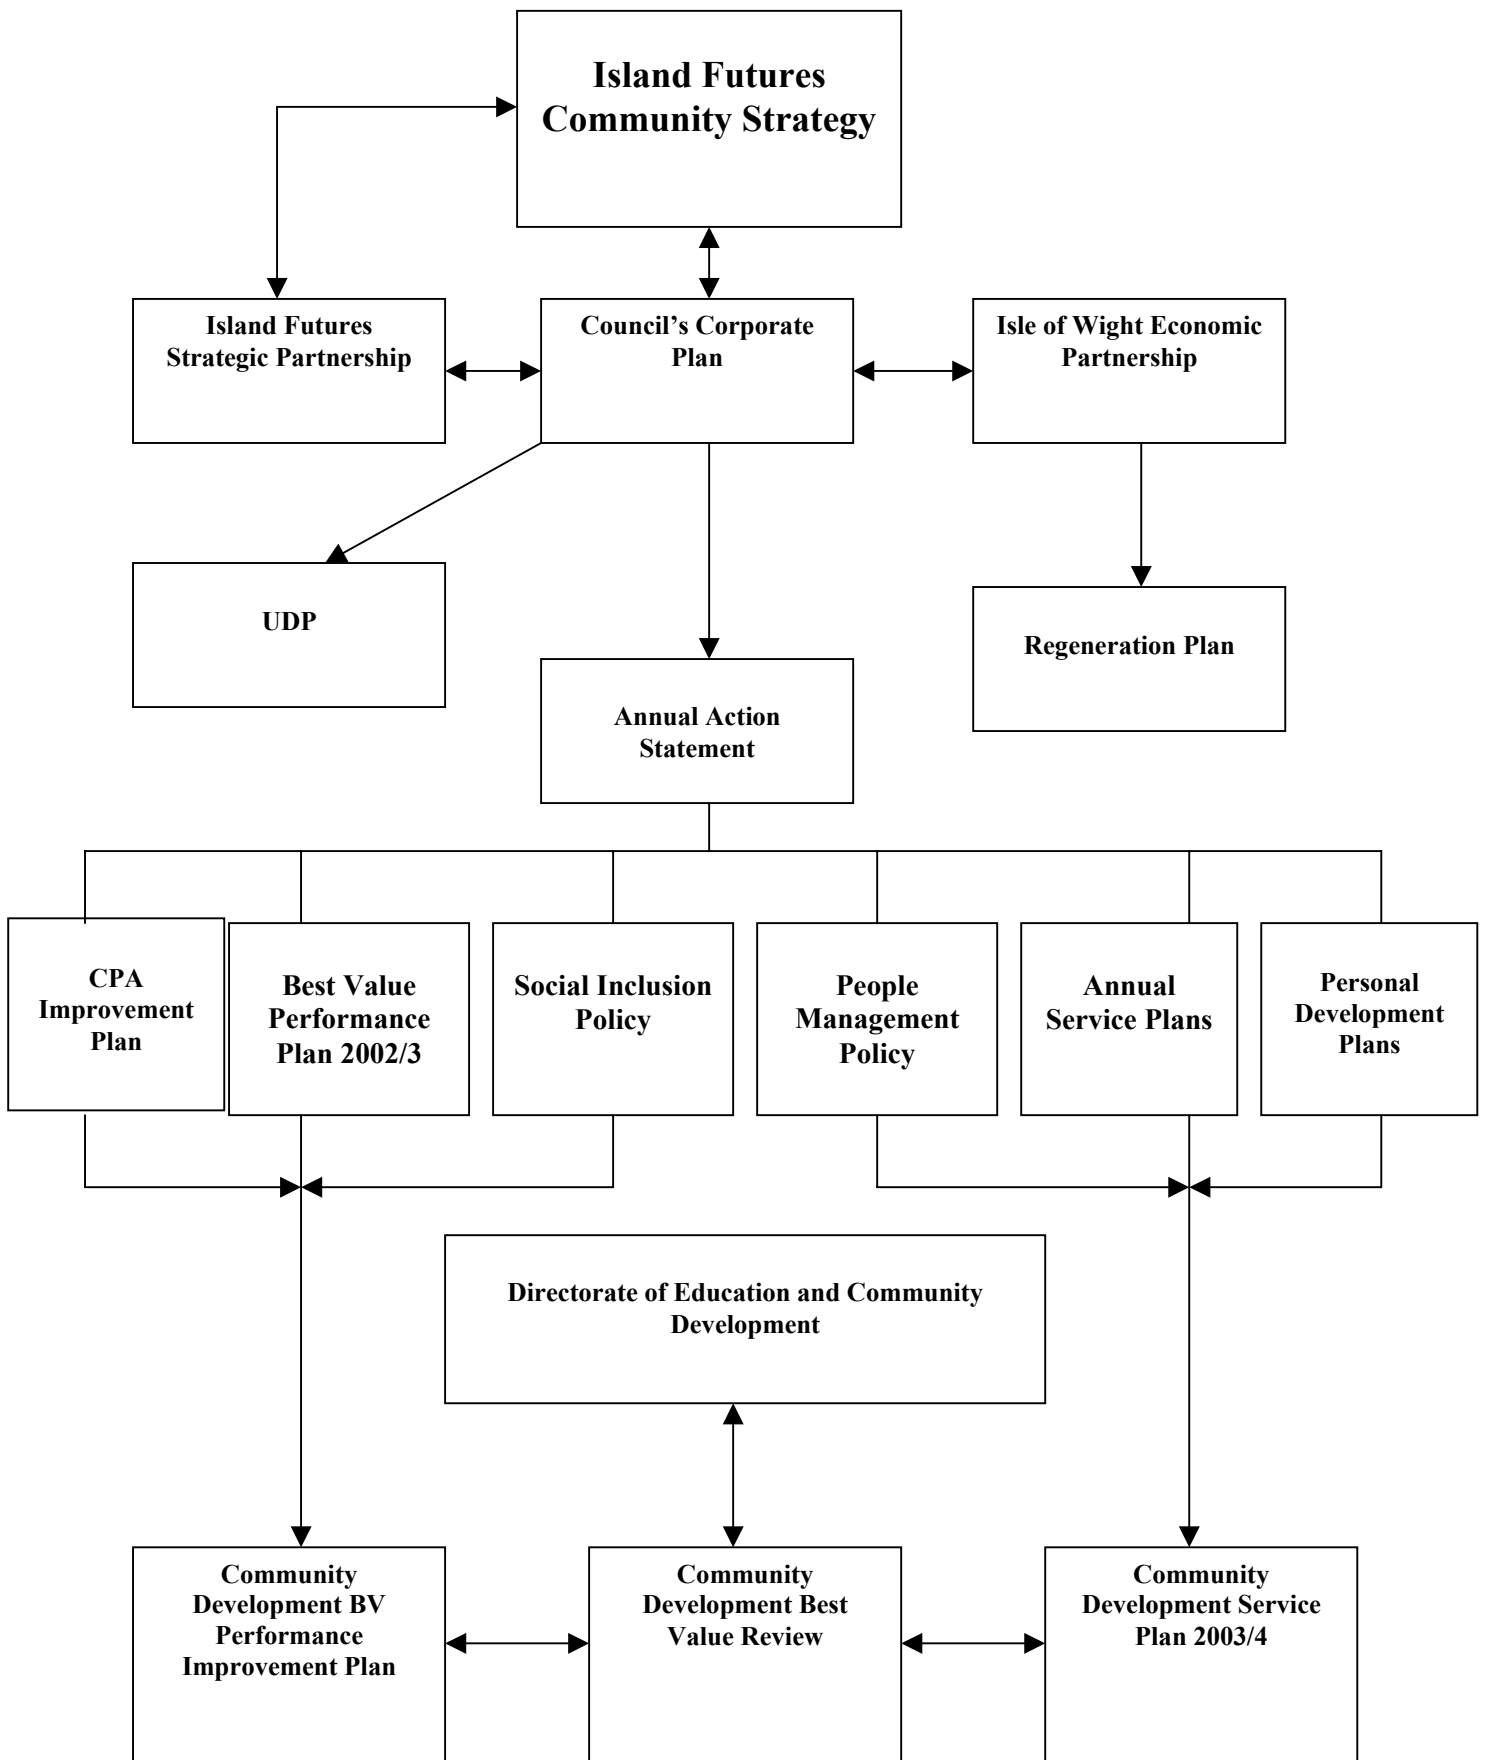 Island Futures
Community Strategy
Island Futures
Strategic Partnership
Council’s Corporate
Plan
Isle of Wight Economic
Partnership
UDP
Regeneration Plan
Annual Action
Statement
CPA
Improvement
Plan
Best Value
Performance
Plan 2002/3
Social Inclusion
Policy
People
Management
Policy
Annual
Service Plans
Personal
Development
Plans
Directorate of Education and Community
Development
Community
Development BV
Performance
Improvement Plan
Community
Development Best
Value Review
Community
Development Service
Plan 2003/4